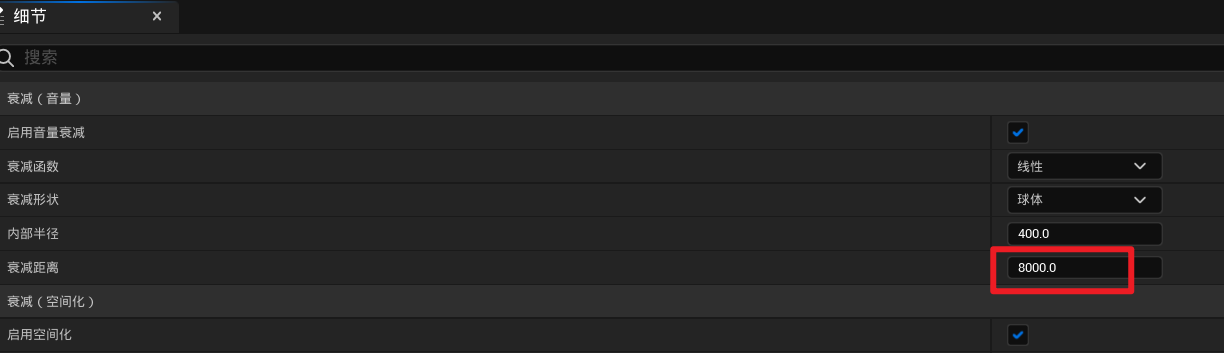 细节
搜索
衰减（音量）
启用音量衰减
衰减函数 线性
衰减形状 球体
内部半径 400.0
衰减距离 8000.0
衰减（空间化）
启用空间化